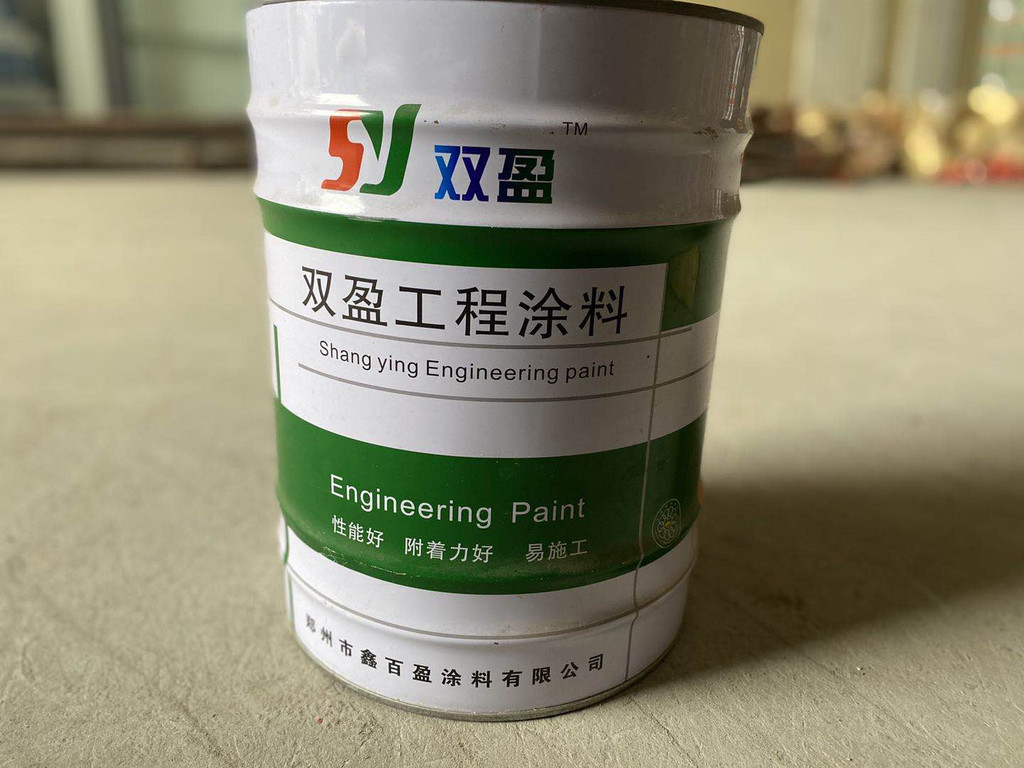 SY 双盈 TM
双盈工程涂料
Shang ying Engineering paint
Engineering Paint
性能好 附着力好 易施工
郑州市鑫百盈涂料有限公司